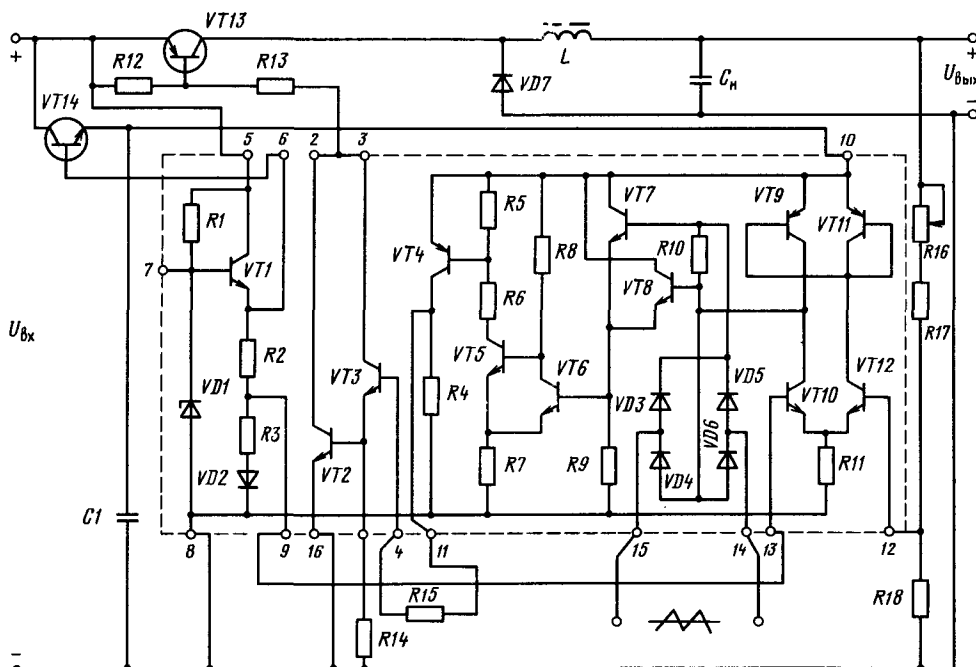 VT13
+
R12
R13
L
VD7
Cн
+
Uвых
−
VT14
5
6
2
3
10
R1
7
VT1
VT4
R5
R8
VT7
R10
VT9
VT11
R16
VT8
R6
Uвх
R2
VT3
R4
VT5
VT6
R17
VD1
VD3
VD5
VT10
VT12
R3
VD6
VD2
VT2
R7
R9
VD4
R11
C1
8
9
16
4
11
15
14
13
12
R15
R14
R18
−